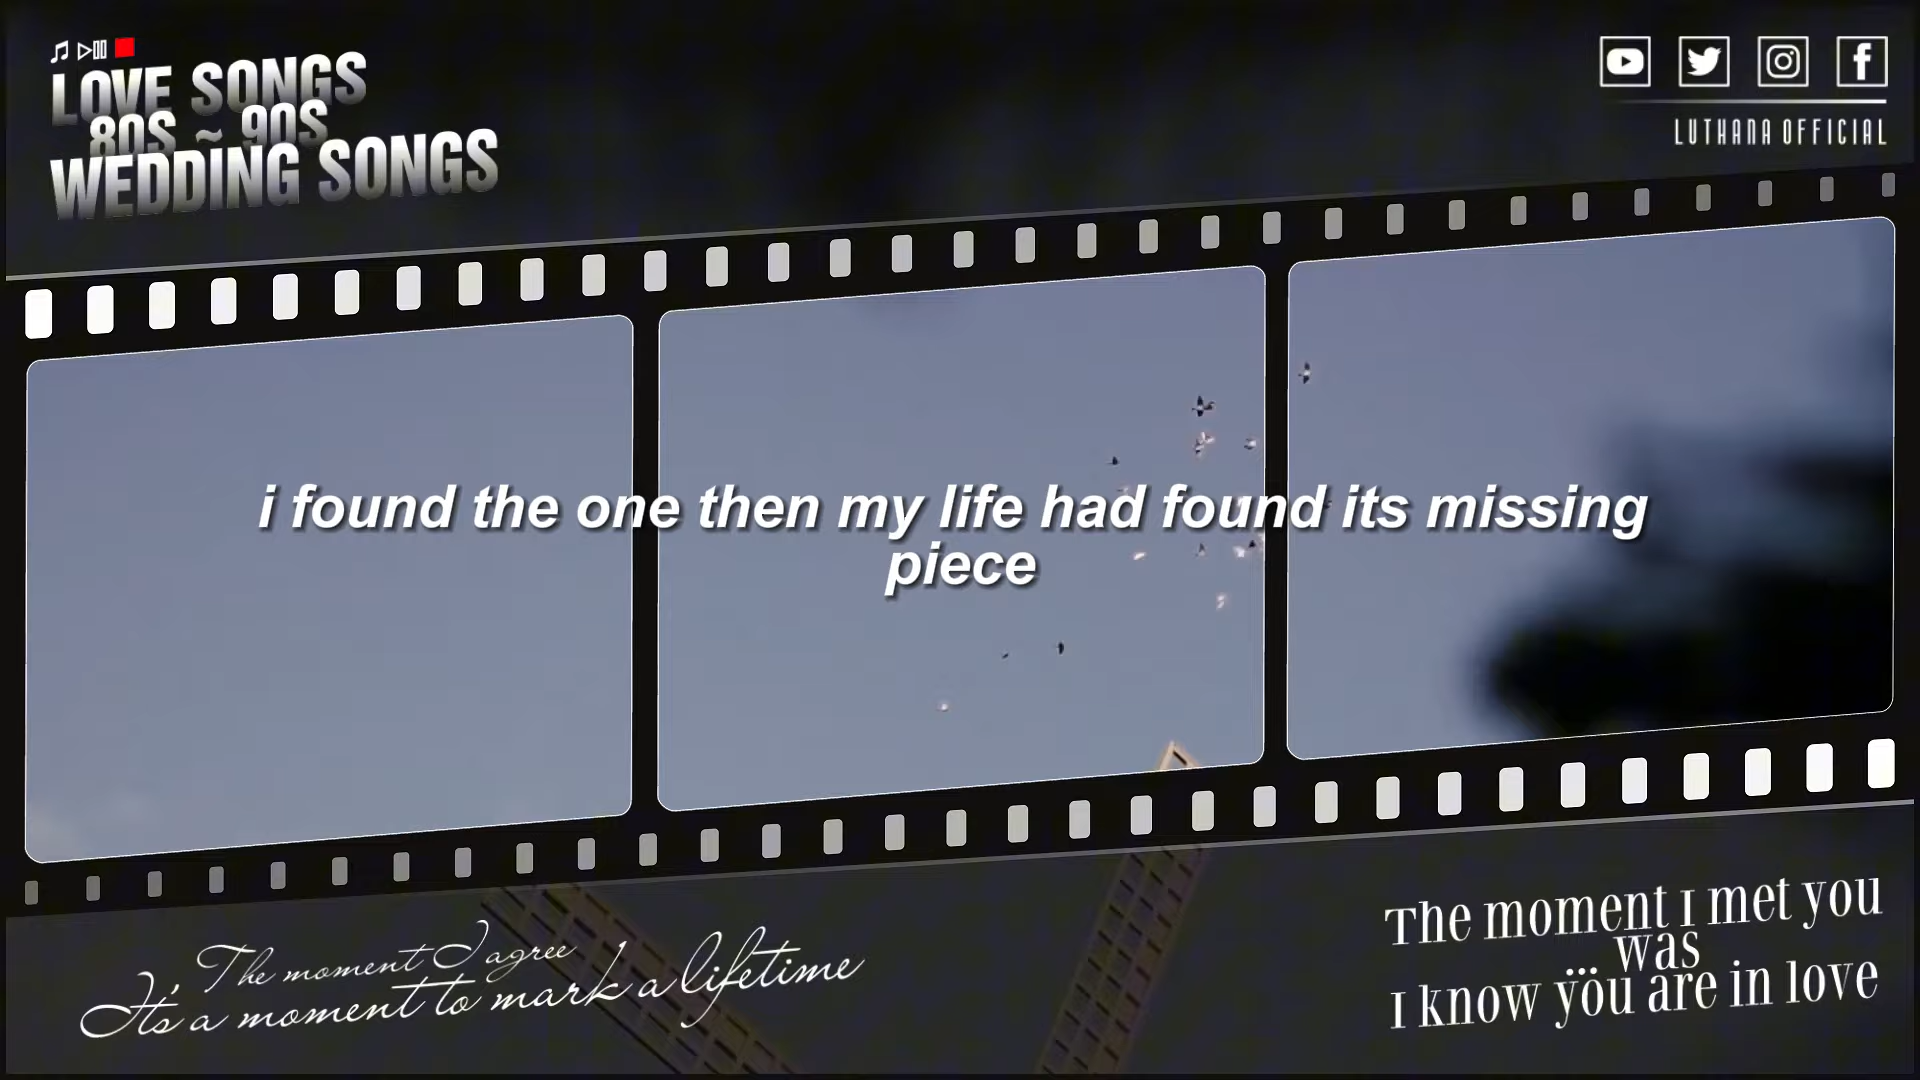 LOVE SONGS
80S ~ 90S
WEDDING SONGS
LUTHANA OFFICIAL
i found the one then my life had found its missing
piece
The moment I agree
It's a moment to mark a lifetime
The moment I met you
was
I know you are in love